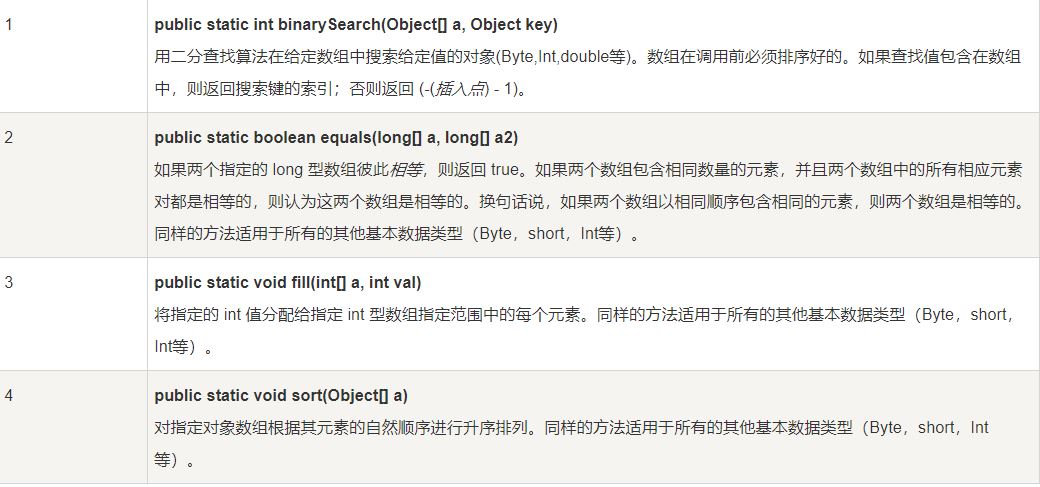 1
public static int binarySearch(Object[] a, Object key)
用二分查找算法在给定数组中搜索给定值的对象(Byte,Int,double等)。数组在调用前必须排序好的。如果查找值包含在数组
中，则返回搜索键的索引；否则返回 (-(插入点) - 1)。
2
public static boolean equals(long[] a, long[] a2)
如果两个指定的 long 型数组彼此相等，则返回 true。如果两个数组包含相同数量的元素，并且两个数组中的所有相应元素
对都是相等的，则认为这两个数组是相等的。换句话说，如果两个数组以相同顺序包含相同的元素，则两个数组是相等的。
同样的方法适用于所有的其他基本数据类型（Byte，short，Int等）。
3
public static void fill(int[] a, int val)
将指定的 int 值分配给指定 int 型数组指定范围中的每个元素。同样的方法适用于所有的其他基本数据类型（Byte，short，
Int等）。
4
public static void sort(Object[] a)
对指定对象数组根据其元素的自然顺序进行升序排列。同样的方法适用于所有的其他基本数据类型（Byte，short，Int
等）。